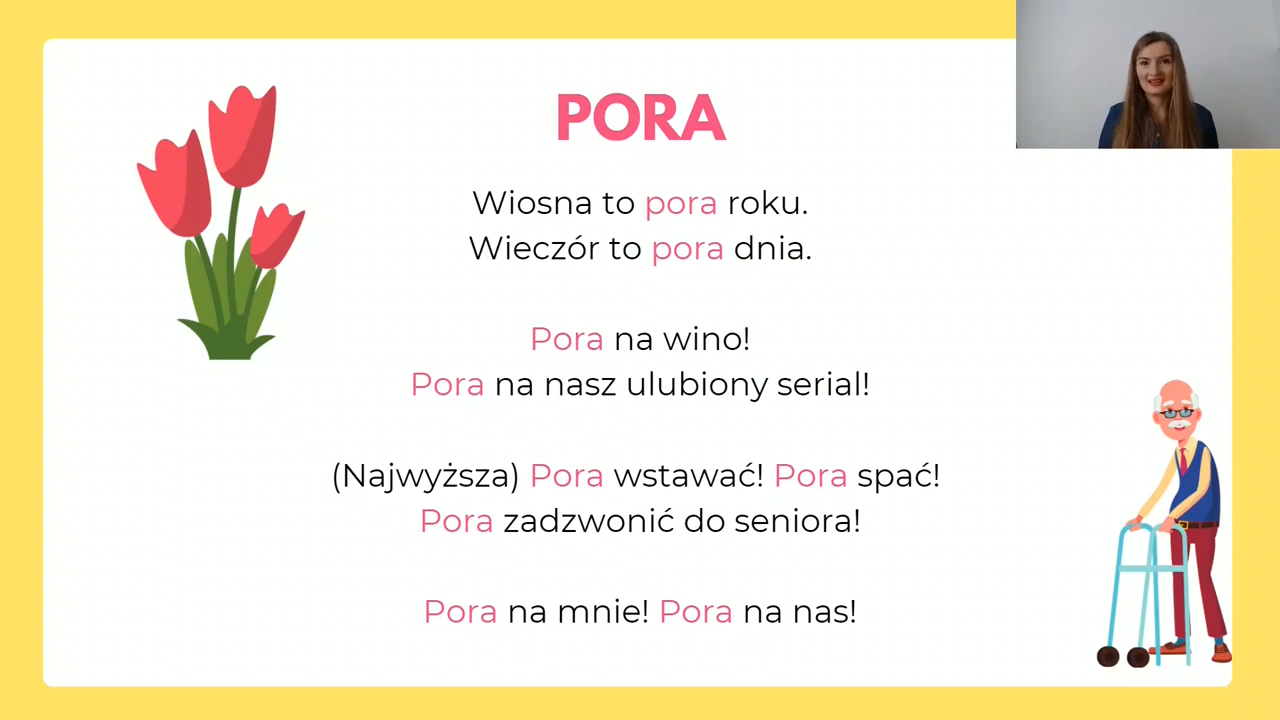 PORA
Wiosna to pora roku.
Wieczór to pora dnia.
Pora na wino!
Pora na nasz ulubiony serial!
(Najwyższa) Pora wstawać! Pora spać!
Pora zadzwonić do seniora!
Pora na mnie! Pora na nas!